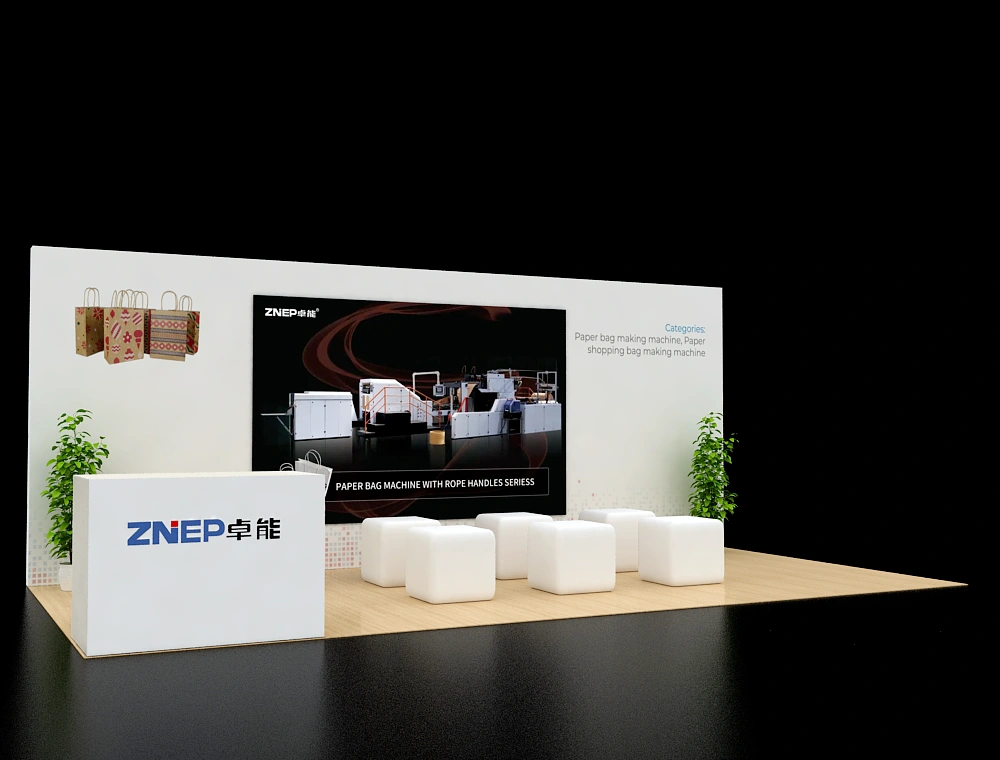 ZNEP卓能®
Categories:
Paper bag making machine, Paper
shopping bag making machine
PAPER BAG MACHINE WITH ROPE HANDLES SERIESS
ZNEP卓能